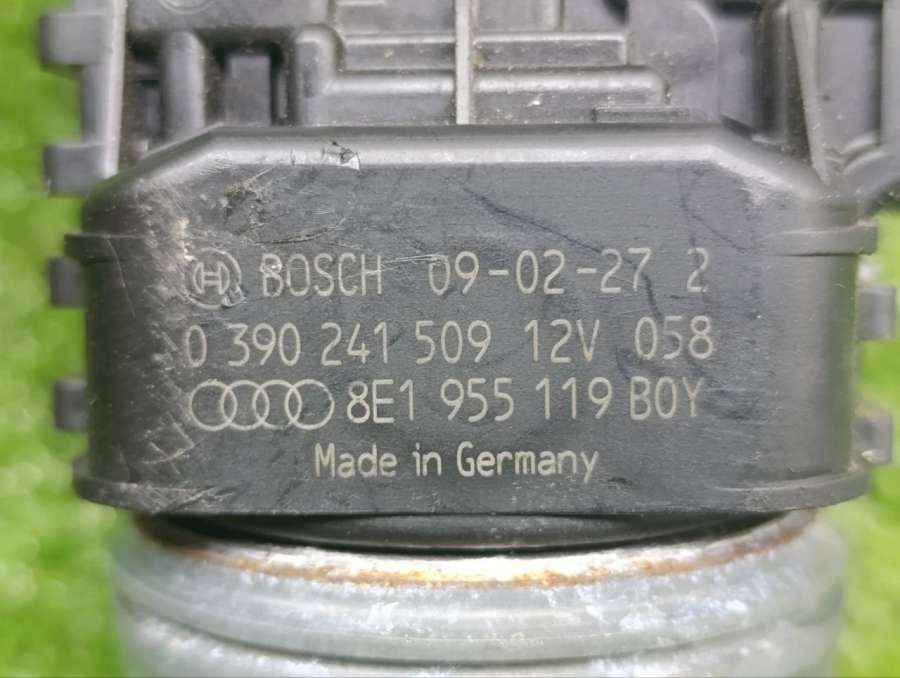 BOSCH 09-02-27 2
0 390 241 509 12V 058
8E1 955 119 B0Y
Made in Germany